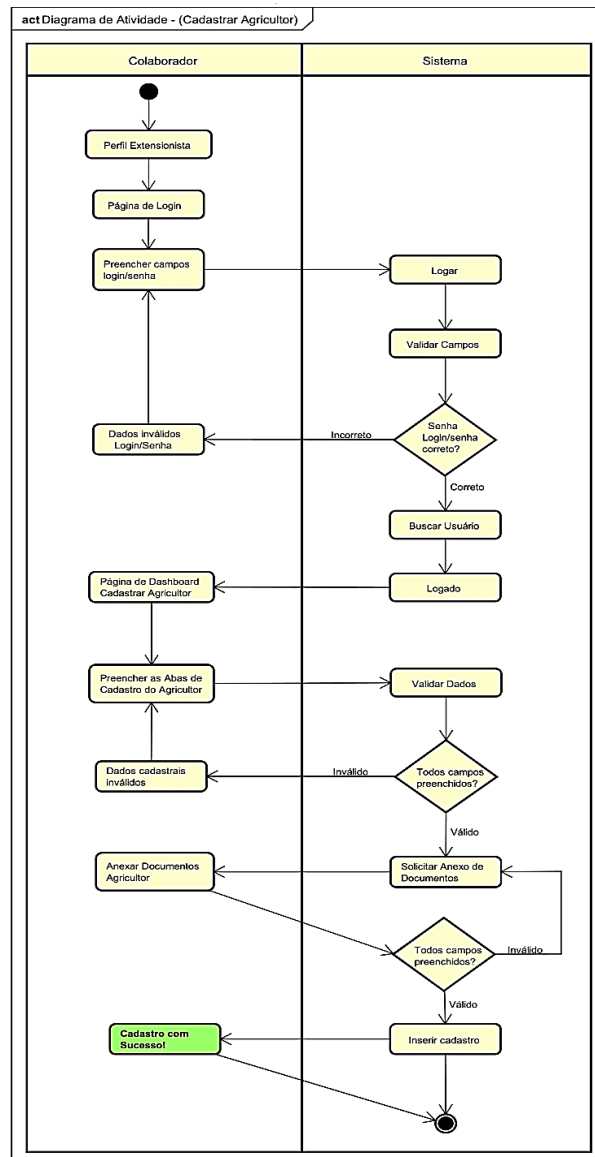 act Diagrama de Atividade - (Cadastrar Agricultor)
Colaborador
Sistema
Perfil Extensionista
Página de Login
Preencher campos
login/senha
Logar
Validar Campos
Senha
Login/senha
correto?
Incorreto
Dados inválidos
Login/Senha
Correto
Buscar Usuário
Logado
Página de Dashboard
Cadastrar Agricultor
Preencher as Abas de
Cadastro do Agricultor
Validar Dados
Todos campos
preenchidos?
Inválido
Dados cadastrais
inválidos
Válido
Solicitar Anexo de
Documentos
Anexar Documentos
Agricultor
Todos campos
preenchidos?
Inválido
Válido
Inserir cadastro
Cadastro com
Sucesso!